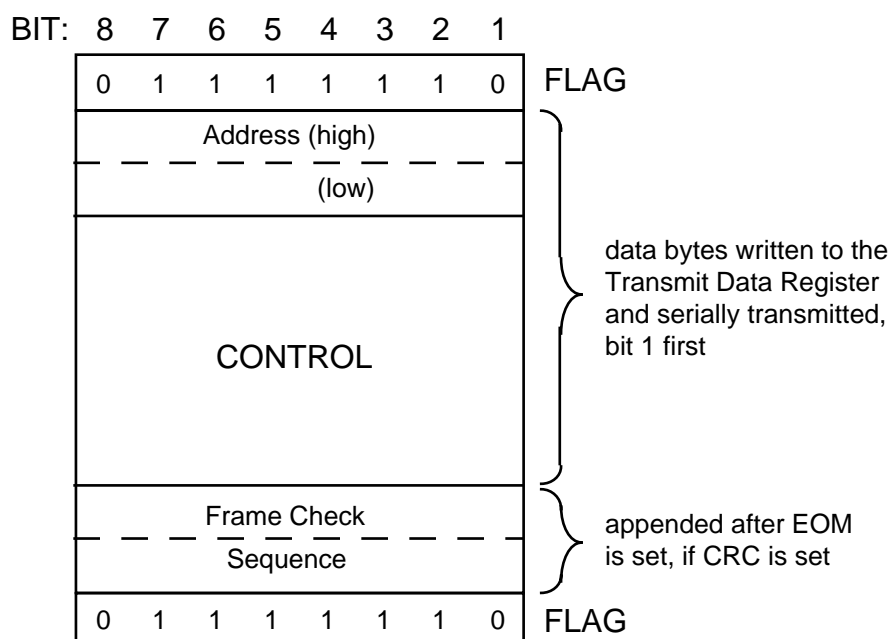 BIT: 8 7 6 5 4 3 2 1
0 1 1 1 1 1 1 0 FLAG
Address (high)
(low)
data bytes written to the
Transmit Data Register
and serially transmitted,
bit 1 first
CONTROL
Frame Check
Sequence
appended after EOM
is set, if CRC is set
0 1 1 1 1 1 1 0 FLAG